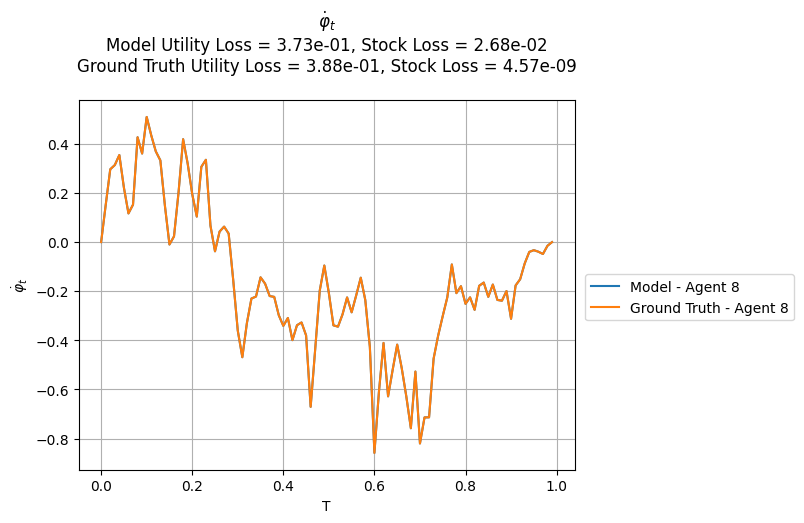 φ̇ₜ
Model Utility Loss = 3.73e-01, Stock Loss = 2.68e-02
Ground Truth Utility Loss = 3.88e-01, Stock Loss = 4.57e-09
0.4
0.2
0.0
−0.2
−0.4
−0.6
−0.8
φ̇ₜ
0.0 0.2 0.4 0.6 0.8 1.0
T
Model - Agent 8
Ground Truth - Agent 8